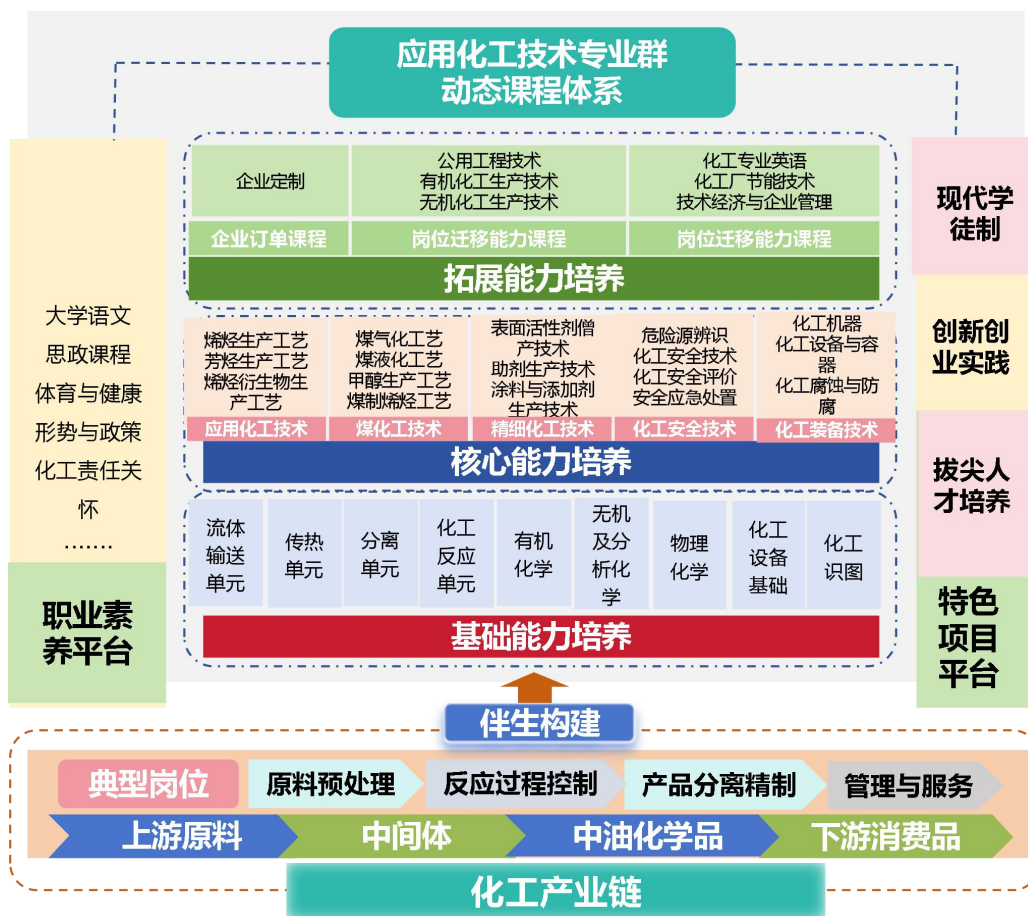 应用化工技术专业群
动态课程体系
大学语文
思政课程
体育与健康
形势与政策
化工责任关
怀
.......
职业素
养平台
企业定制
企业订单课程
公用工程技术
有机化工生产技术
无机化工生产技术
岗位迁移能力课程
化工专业英语
化工厂节能技术
技术经济与企业管理
岗位迁移能力课程
拓展能力培养
烯烃生产工艺
芳烃生产工艺
烯烃衍生物生
产工艺
应用化工技术
煤气化工艺
煤液化工艺
甲醇生产工艺
煤制烯烃工艺
煤化工技术
表面活性剂僧
产技术
助剂生产技术
涂料与添加剂
生产技术
精细化工技术
危险源辨识
化工安全技术
化工安全评价
安全应急处置
化工安全技术
化工机器
化工设备与容
器
化工腐蚀与防
腐
化工装备技术
核心能力培养
流体
输送
单元
传热
单元
分离
单元
化工
反应
单元
有机
化学
无机
及分
析化
学
物理
化学
化工
设备
基础
化工
识图
基础能力培养
现代学
徒制
创新创
业实践
拔尖人
才培养
特色
项目
平台
伴生构建
典型岗位
原料预处理
反应过程控制
产品分离精制
管理与服务
上游原料
中间体
中油化学品
下游消费品
化工产业链